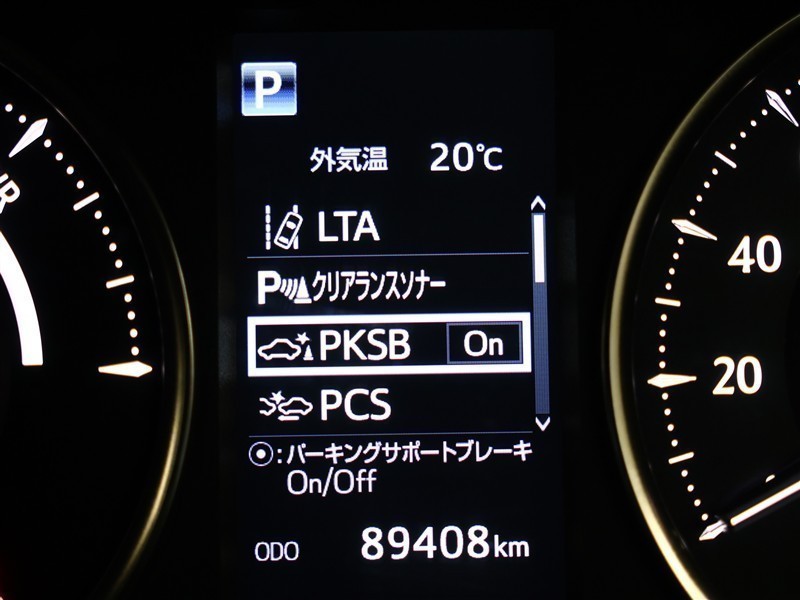 P
外気温 20℃
LTA
Pクリアランスソナー
PKSB On
PCS
:パーキングサポートブレーキ
On/Off
ODO 89408km
40
20